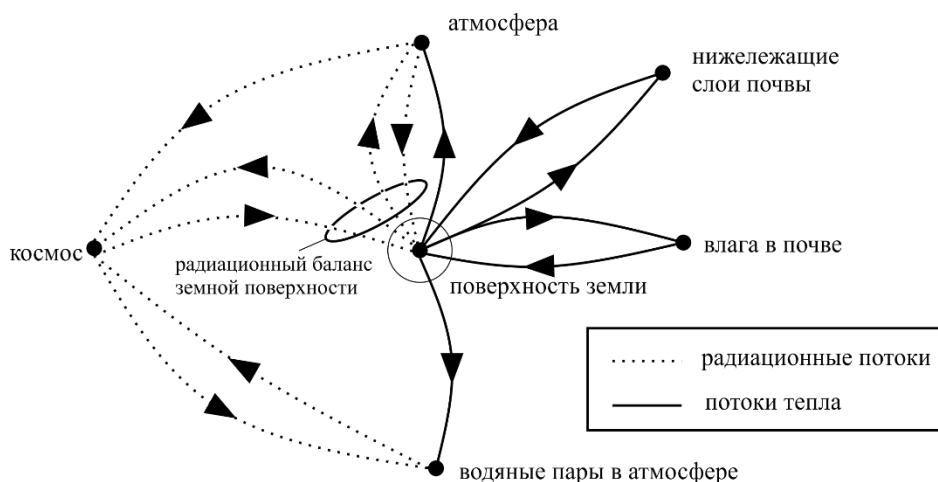 атмосфера
нижележащие
слои почвы
космос
радиационный баланс
земной поверхности
влага в почве
поверхность земли
радиационные потоки
потоки тепла
водяные пары в атмосфере